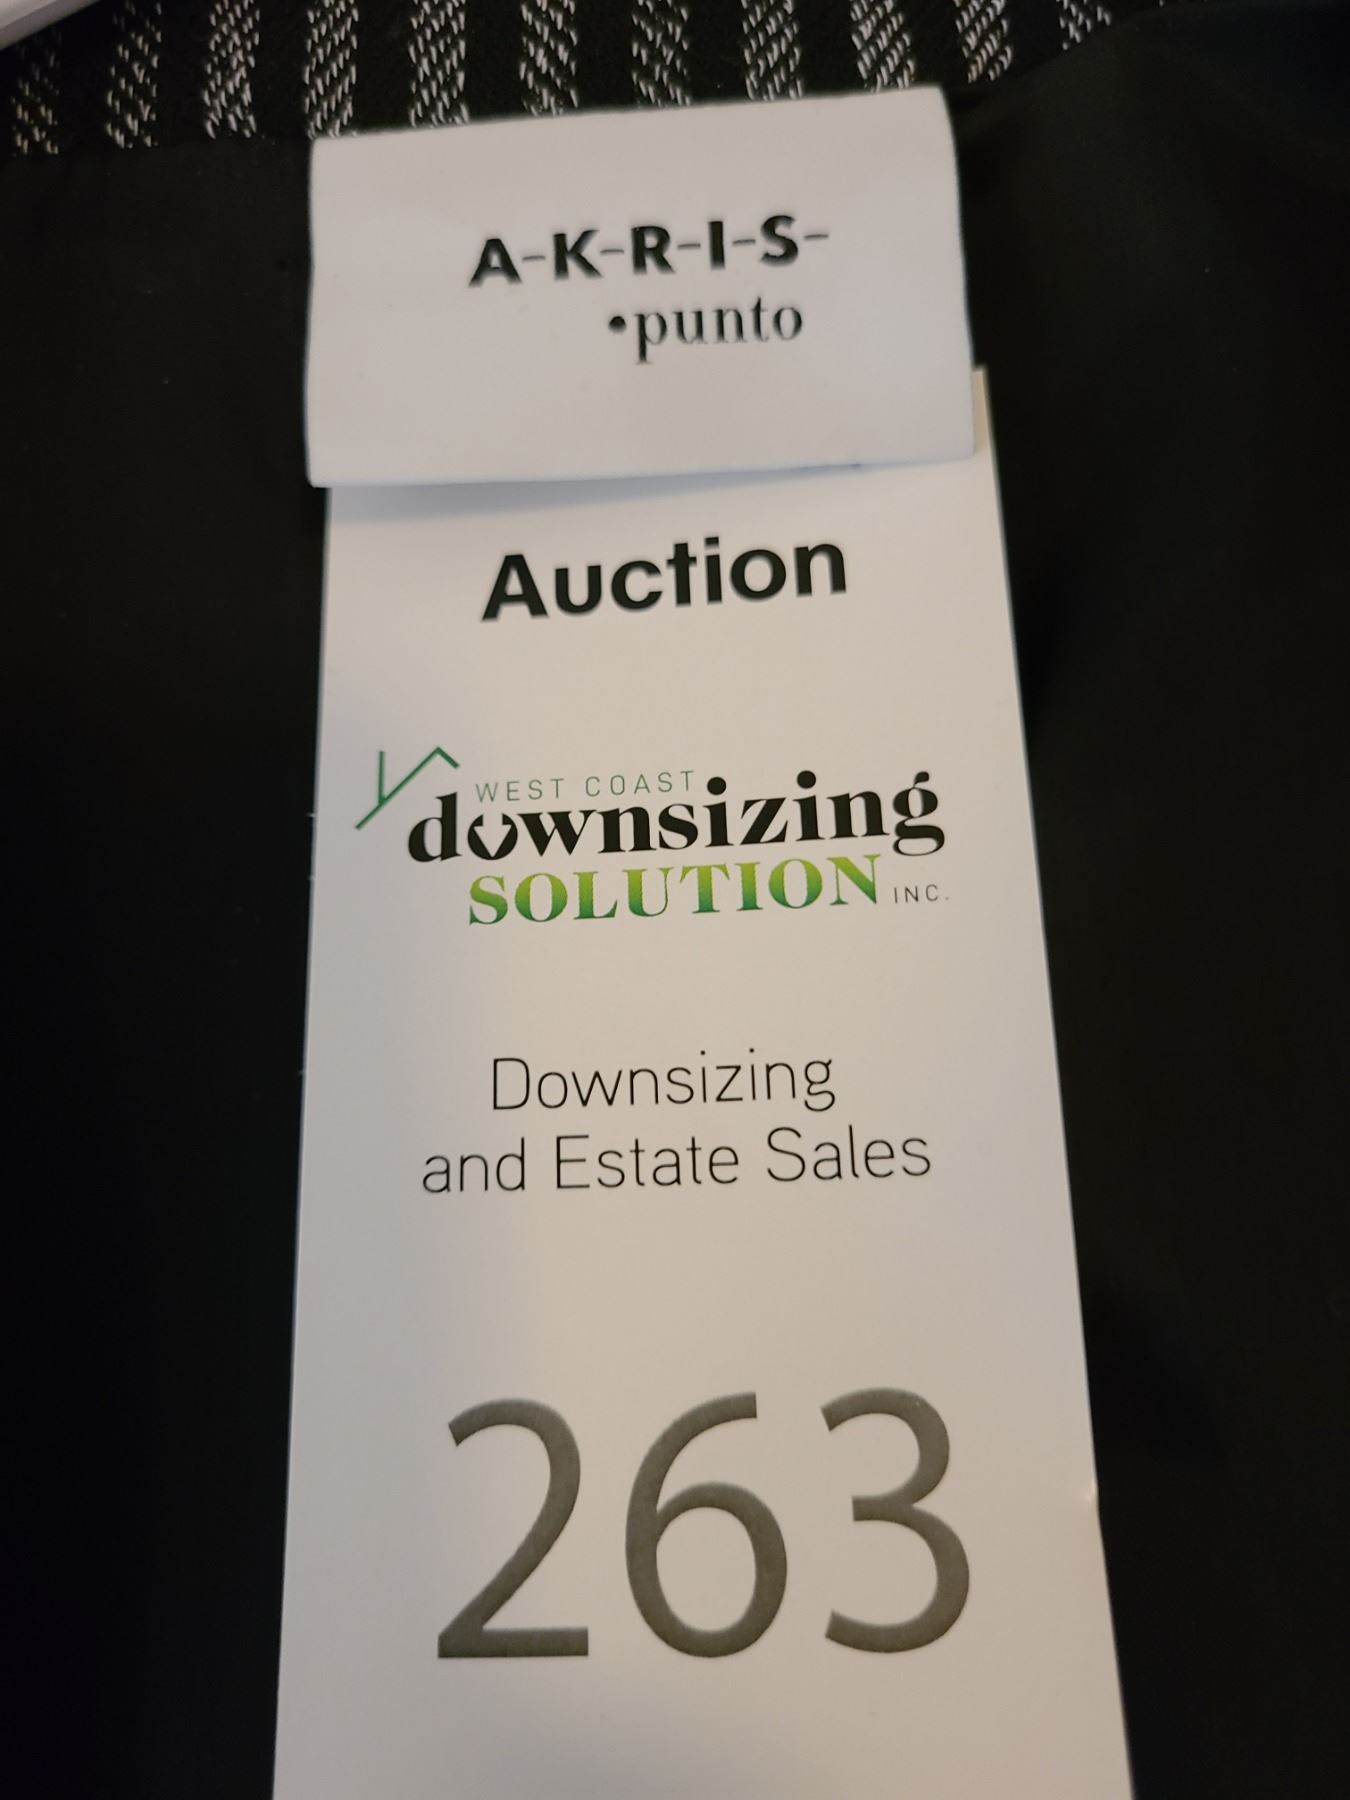 A-K-R-I-S-
•punto
Auction
WEST COAST
downsizing
SOLUTION INC.
Downsizing
and Estate Sales
263